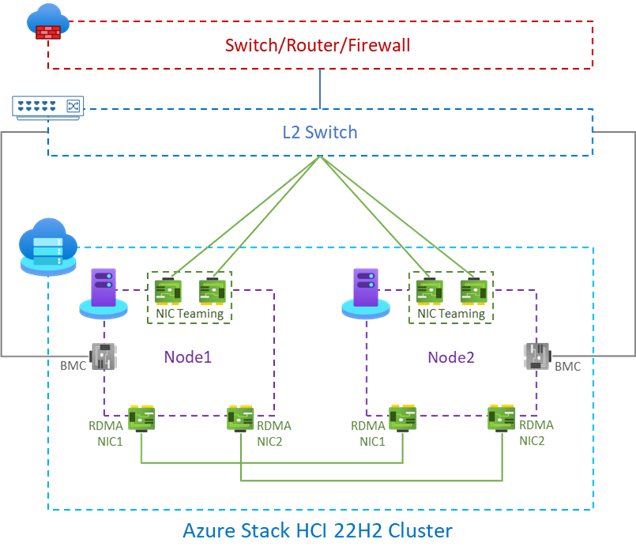 Switch/Router/Firewall
L2 Switch
NIC Teaming
NIC Teaming
Node1
Node2
BMC
BMC
RDMA
NIC1
RDMA
NIC2
RDMA
NIC1
RDMA
NIC2
Azure Stack HCI 22H2 Cluster